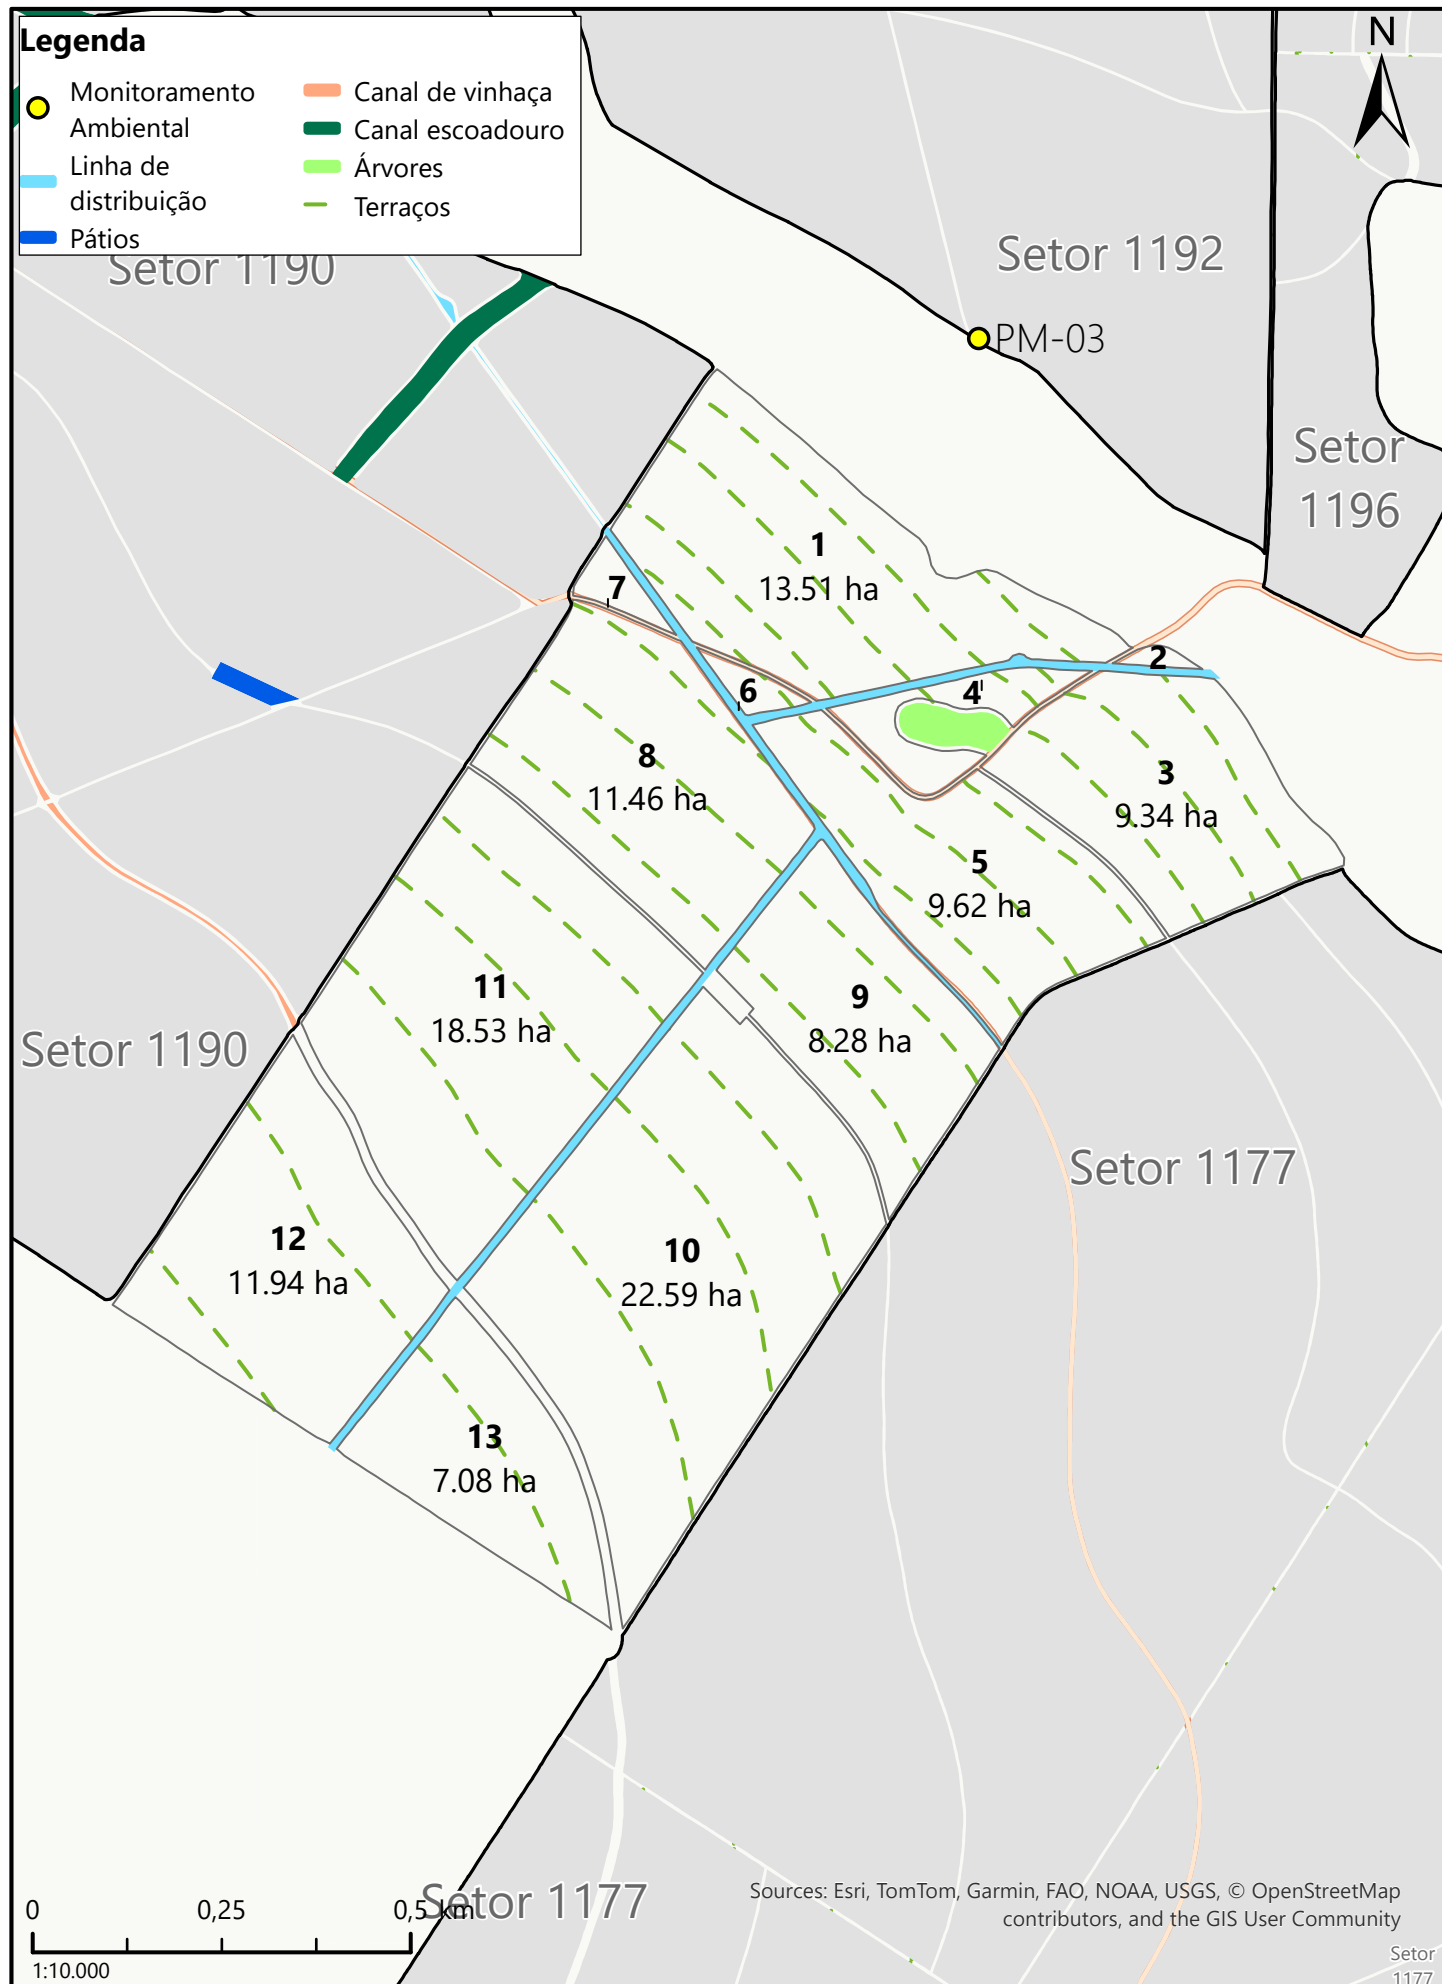 Legenda
Monitoramento
Ambiental
Linha de
distribuição
Pátios
Canal de vinhaça
Canal escoadouro
Árvores
Terraços
N
Setor 1190
Setor 1192
PM-03
Setor
1196
1
13.51 ha
7
2
4
6
8
11.46 ha
3
9.34 ha
5
9.62 ha
11
18.53 ha
9
8.28 ha
Setor 1190
Setor 1177
12
11.94 ha
10
22.59 ha
13
7.08 ha
Setor 1177
0 0,25 0,5 km
1:10.000
Sources: Esri, TomTom, Garmin, FAO, NOAA, USGS, © OpenStreetMap
contributors, and the GIS User Community
Setor
1177